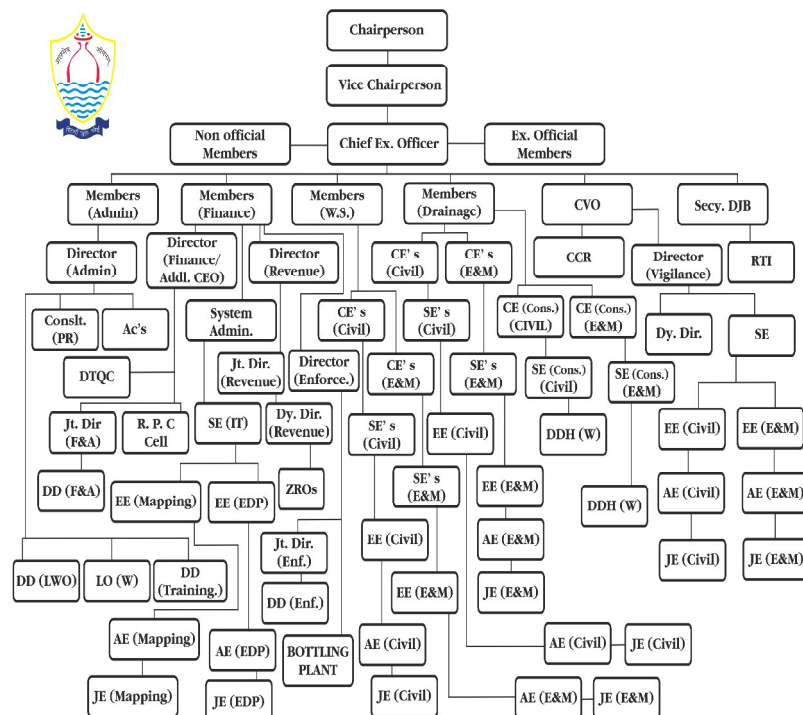 Chairperson
Vice Chairperson
Non official
Members
Chief Ex. Officer
Ex. Official
Members
Members
(Admin)
Members
(Finance)
Members
(W.S.)
Members
(Drainage)
CVO
Secy. DJB
Director
(Admin)
Director
(Finance/
Addl. CEO)
Director
(Revenue)
CE' s
(Civil)
CE' s
(E&M)
CCR
Director
(Vigilance)
RTI
Conslt.
(PR)
Ac's
System
Admin.
CE' s
(Civil)
SE' s
(Civil)
CE (Cons.)
(CIVIL)
CE (Cons.)
(E&M)
Dy. Dir.
SE
DTQC
Jt. Dir.
(Revenue)
Director
(Enforce.)
CE' s
(E&M)
SE' s
(E&M)
SE (Cons.)
(Civil)
SE (Cons.)
(E&M)
Jt. Dir
(F&A)
R. P. C
Cell
SE (IT)
Dy. Dir.
(Revenue)
SE' s
(Civil)
EE (Civil)
DDH (W)
EE (Civil)
EE (E&M)
DD (F&A)
EE (Mapping)
EE (EDP)
ZROs
SE' s
(E&M)
EE (E&M)
DDH (W)
AE (Civil)
AE (E&M)
Jt. Dir.
(Enf.)
EE (Civil)
AE (E&M)
JE (Civil)
JE (E&M)
DD (LWO)
LO (W)
DD
(Training.)
DD (Enf.)
EE (E&M)
JE (E&M)
AE (Mapping)
AE (EDP)
BOTTLING
PLANT
AE (Civil)
AE (Civil)
JE (Civil)
JE (Mapping)
JE (EDP)
JE (Civil)
AE (E&M)
JE (E&M)